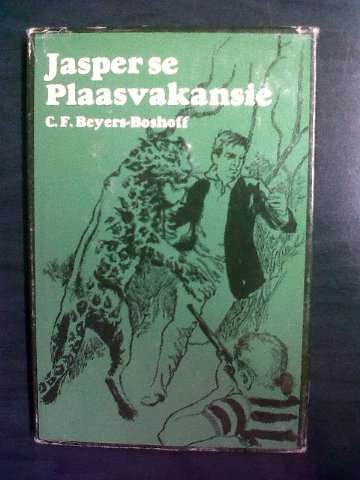 Jasper se
Plaasvakansie
C. F. Beyers-Boshoff